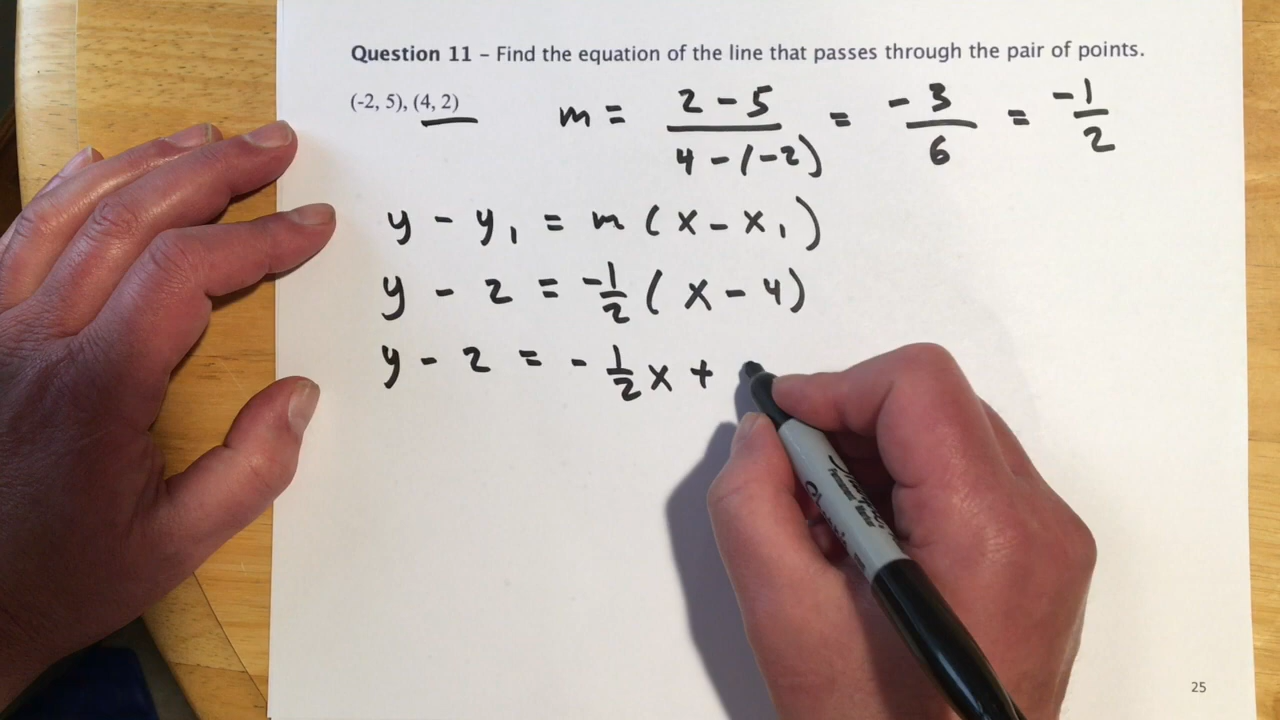 Question 11 – Find the equation of the line that passes through the pair of points.
(-2, 5), (4, 2) m = 2 - 5 / 4 - (-2) = -3 / 6 = -1 / 2
y - y₁ = m(x - x₁)
y - 2 = -1/2 (x - 4)
y - 2 = -1/2 x +
25